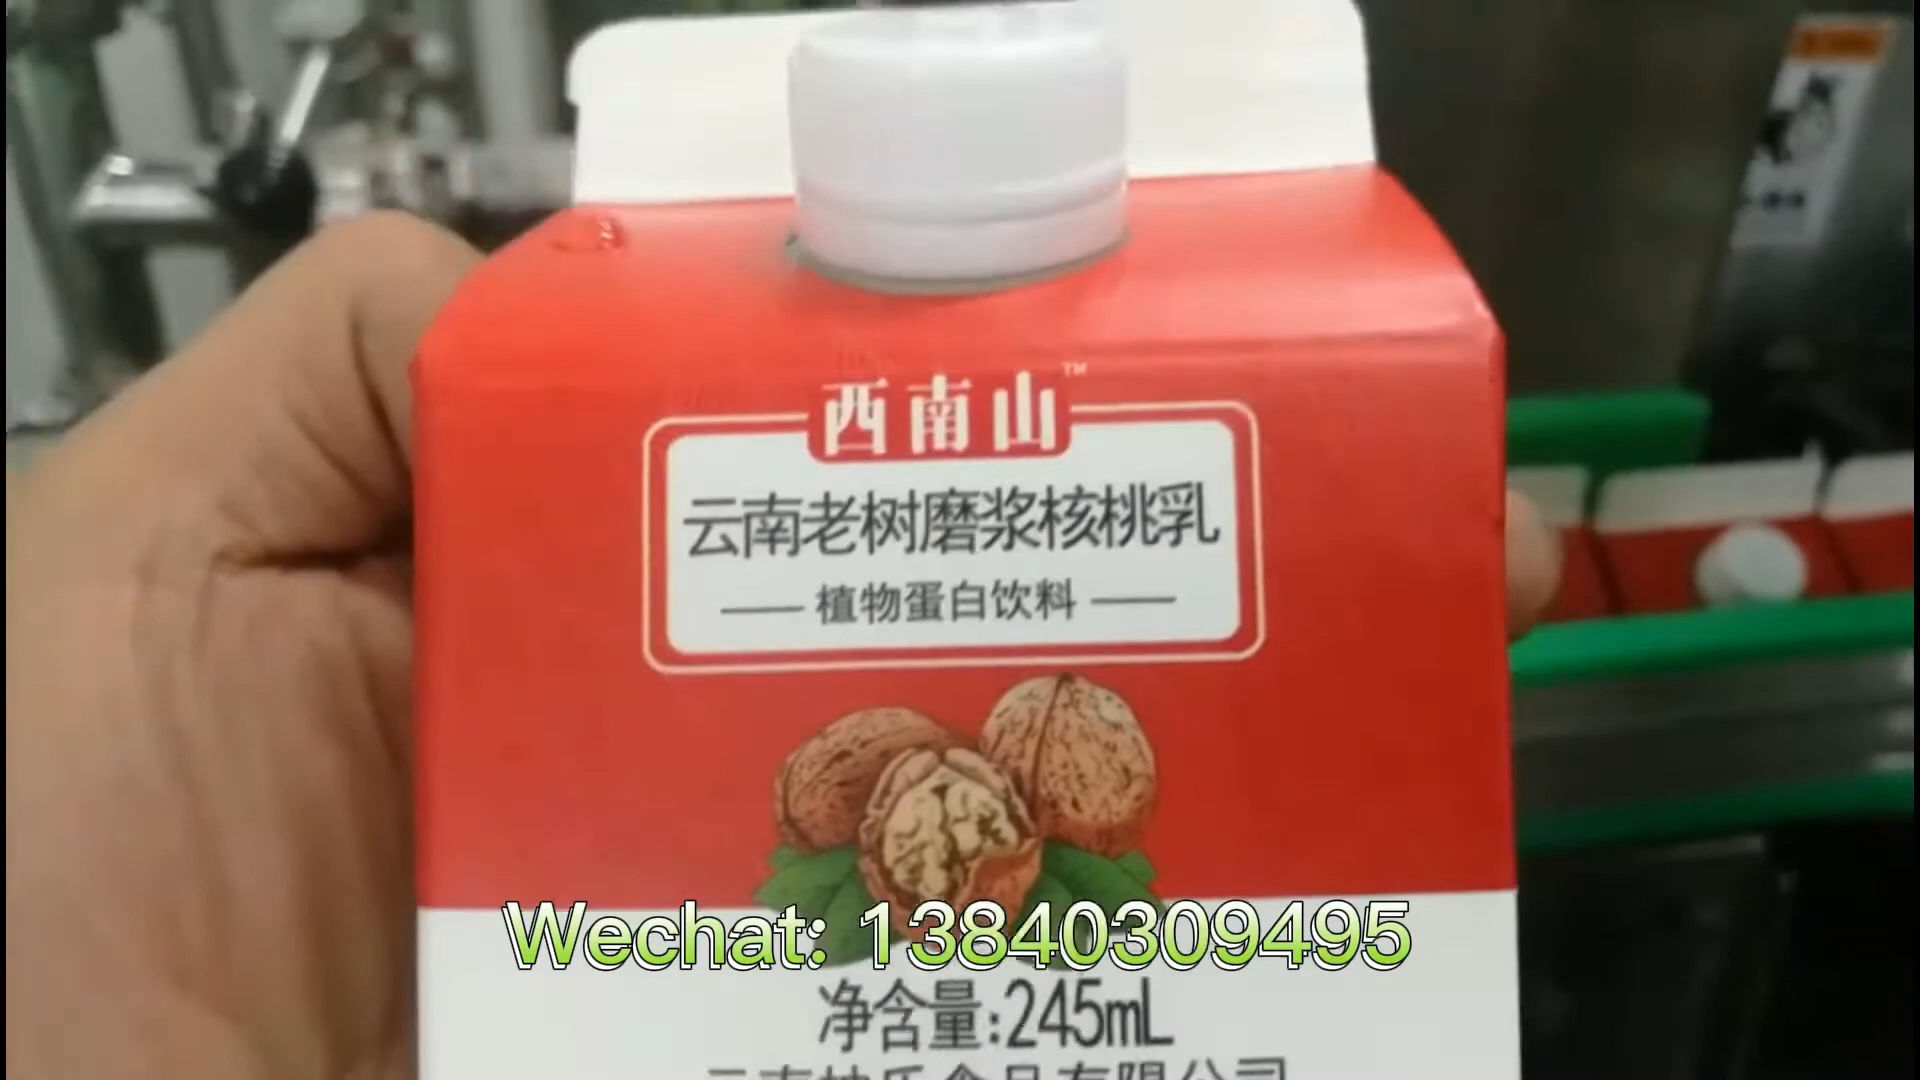 西南山™
云南老树磨浆核桃乳
植物蛋白饮料
Wechat: 13840309495
净含量:245mL